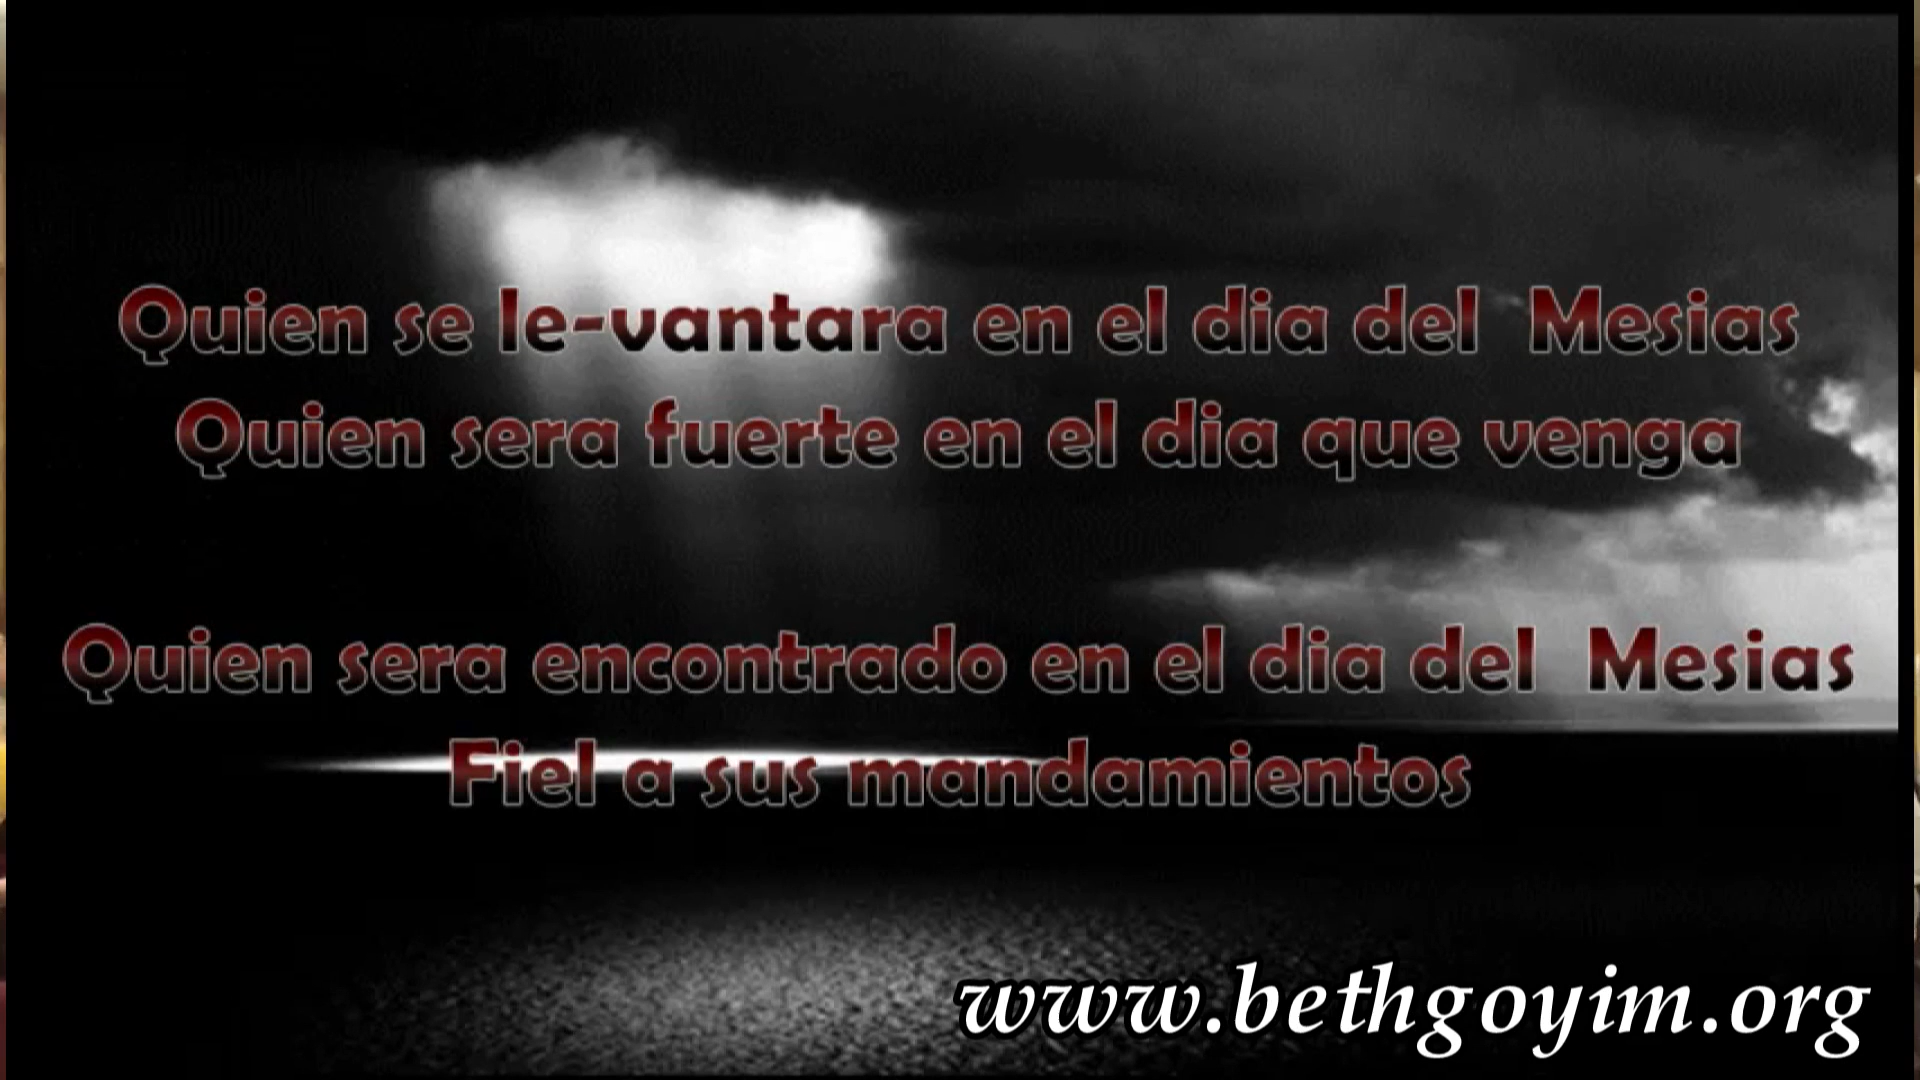 Quien se le-vantara en el dia del  Mesias
Quien sera fuerte en el dia que venga
Quien sera encontrado en el dia del  Mesias
Fiel a sus mandamientos
www.bethgoyim.org